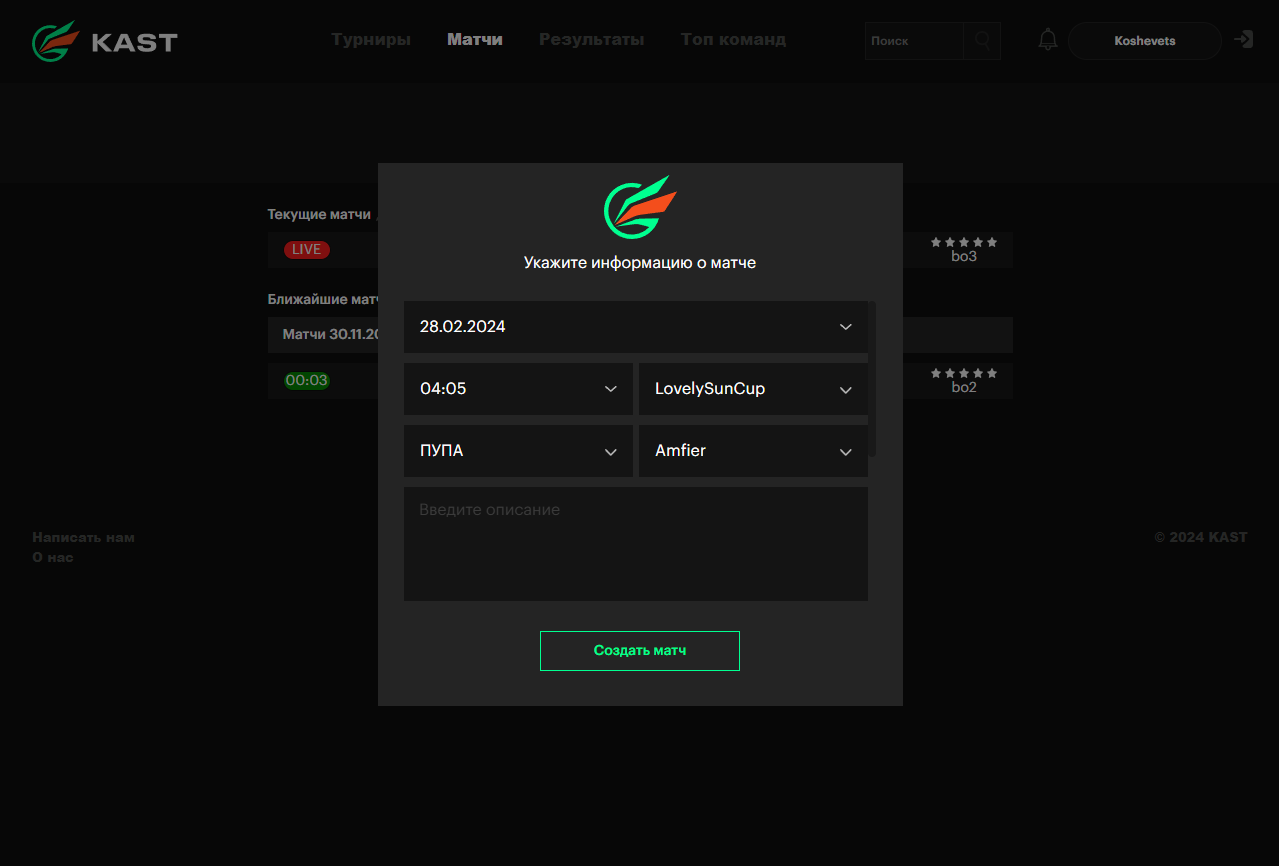 KAST
Турниры Матчи Результаты Топ команд
Поиск
Koshevets
Текущие матчи
LIVE
bo3
Ближайшие мат
Матчи 30.11.20
00:03
bo2
Укажите информацию о матче
28.02.2024
04:05 LovelySunCup
ПУПА Amfier
Введите описание
Создать матч
Написать нам
О нас
© 2024 KAST